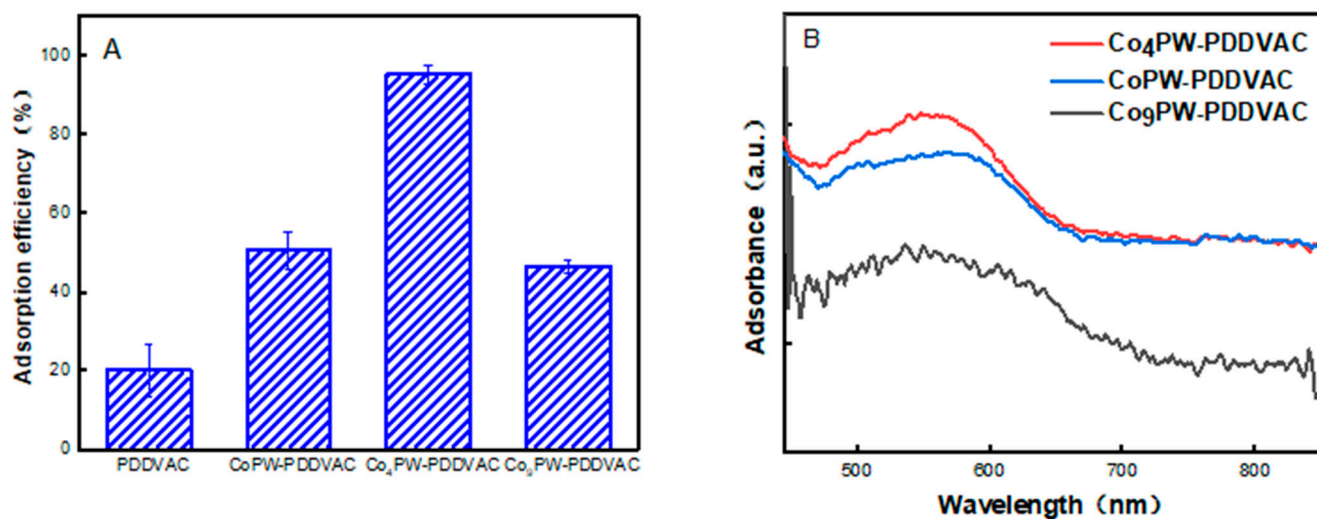 A
Adsorption efficiency (%)
100
80
60
40
20
0
PDDVAC
CoPW-PDDVAC
Co₄PW-PDDVAC
Co₉PW-PDDVAC
B
Co₄PW-PDDVAC
CoPW-PDDVAC
Co₉PW-PDDVAC
Adsorbance (a.u.)
500
600
700
800
Wavelength (nm)